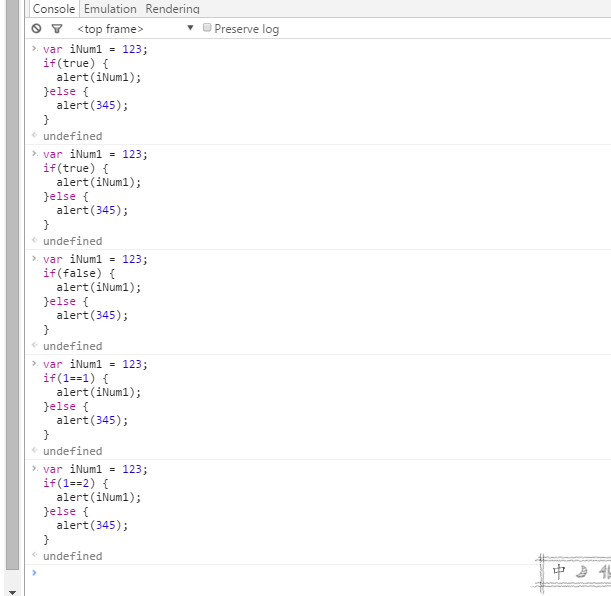 Console Emulation Rendering
<top frame> Preserve log
var iNum1 = 123;
if(true) {
alert(iNum1);
}else {
alert(345);
}
undefined
var iNum1 = 123;
if(true) {
alert(iNum1);
}else {
alert(345);
}
undefined
var iNum1 = 123;
if(false) {
alert(iNum1);
}else {
alert(345);
}
undefined
var iNum1 = 123;
if(1==1) {
alert(iNum1);
}else {
alert(345);
}
undefined
var iNum1 = 123;
if(1==2) {
alert(iNum1);
}else {
alert(345);
}
undefined
中